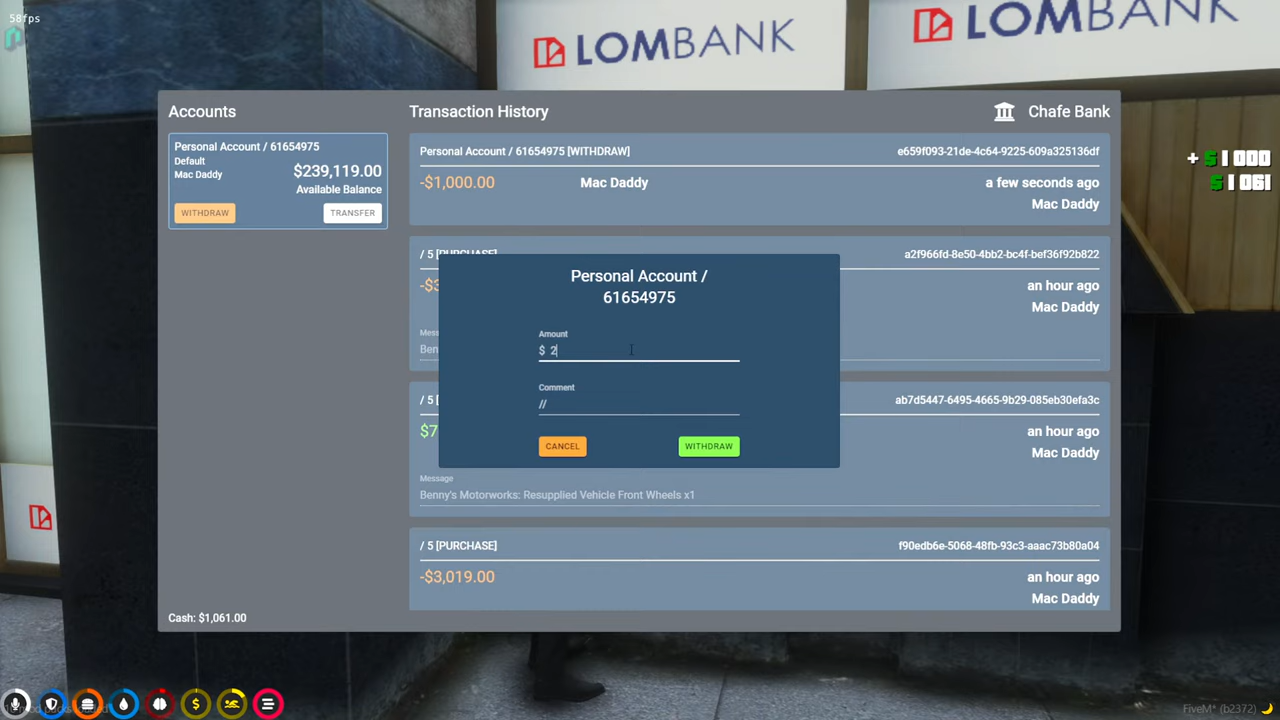 58fps
LOMBANK
LOMBANK
Accounts
Transaction History
Chafe Bank
Personal Account / 61654975
Default
Mac Daddy
$239,119.00
Available Balance
WITHDRAW
TRANSFER
Personal Account / 61654975 [WITHDRAW]
e659f093-21de-4c64-9225-609a325136df
-$1,000.00
Mac Daddy
a few seconds ago
Mac Daddy
+ $1000
$1061
/ 5 [PURCHASE]
a2f966fd-8e50-4bb2-bc4f-bef36f92b822
an hour ago
Mac Daddy
Personal Account /
61654975
Amount
$ 2
Comment
//
CANCEL
WITHDRAW
/ 5
ab7d5447-6495-4665-9b29-085eb30efa3c
an hour ago
Mac Daddy
Message
Benny's Motorworks: Resupplied Vehicle Front Wheels x1
/ 5 [PURCHASE]
f90edb6e-5068-48fb-93c3-aaac73b80a04
-$3,019.00
an hour ago
Mac Daddy
Cash: $1,061.00
FiveM* (b2372)